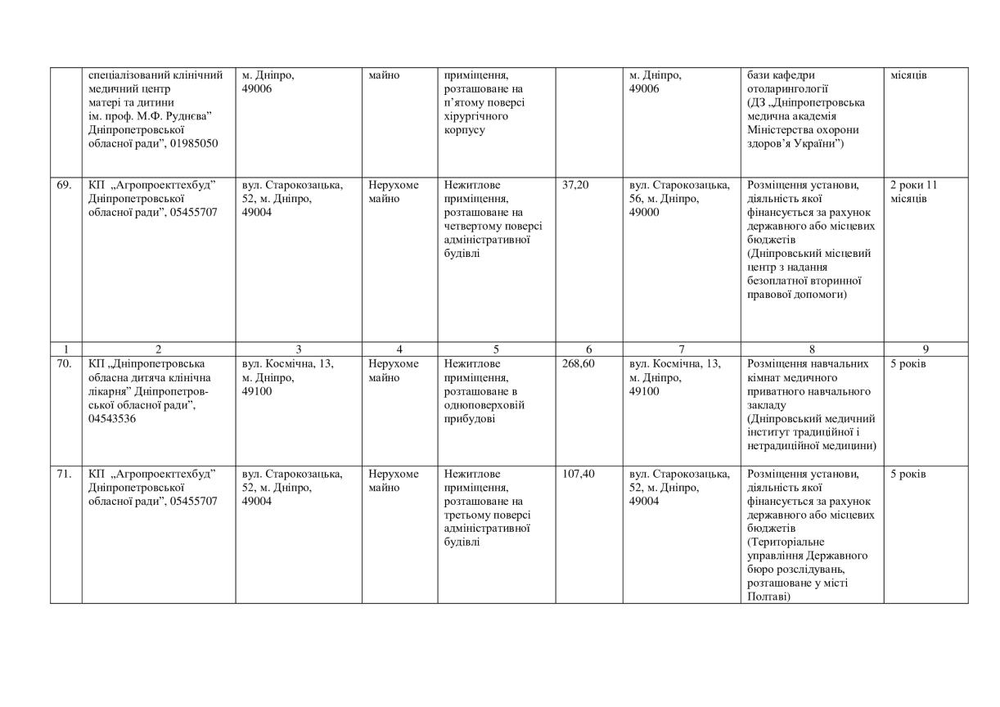 спеціалізований клінічний
медичний центр
матері та дитини
ім. проф. М.Ф. Руднєва”
Дніпропетровської
обласної ради”, 01985050
м. Дніпро,
49006
майно
приміщення,
розташоване на
п’ятому поверсі
хірургічного
корпусу
м. Дніпро,
49006
бази кафедри
отоларингології
(ДЗ „Дніпропетровська
медична академія
Міністерства охорони
здоров’я України”)
місяців
69.
КП „Агропроекттехбуд”
Дніпропетровської
обласної ради”, 05455707
вул. Старокозацька,
52, м. Дніпро,
49004
Нерухоме
майно
Нежитлове
приміщення,
розташоване на
четвертому поверсі
адміністративної
будівлі
37,20
вул. Старокозацька,
56, м. Дніпро,
49000
Розміщення установи,
діяльність якої
фінансується за рахунок
державного або місцевих
бюджетів
(Дніпровський місцевий
центр з надання
безоплатної вторинної
правової допомоги)
2 роки 11
місяців
1 2 3 4 5 6 7 8 9
70.
КП „Дніпропетровська
обласна дитяча клінічна
лікарня” Дніпропетров-
ської обласної ради”,
04543536
вул. Космічна, 13,
м. Дніпро,
49100
Нерухоме
майно
Нежитлове
приміщення,
розташоване в
одноповерховій
прибудові
268,60
вул. Космічна, 13,
м. Дніпро,
49100
Розміщення навчальних
кімнат медичного
приватного навчального
закладу
(Дніпровський медичний
інститут традиційної і
нетрадиційної медицини)
5 років
71.
КП „Агропроекттехбуд”
Дніпропетровської
обласної ради”, 05455707
вул. Старокозацька,
52, м. Дніпро,
49004
Нерухоме
майно
Нежитлове
приміщення,
розташоване на
третьому поверсі
адміністративної
будівлі
107,40
вул. Старокозацька,
52, м. Дніпро,
49004
Розміщення установи,
діяльність якої
фінансується за рахунок
державного або місцевих
бюджетів
(Територіальне
управління Державного
бюро розслідувань,
розташоване у місті
Полтаві)
5 років